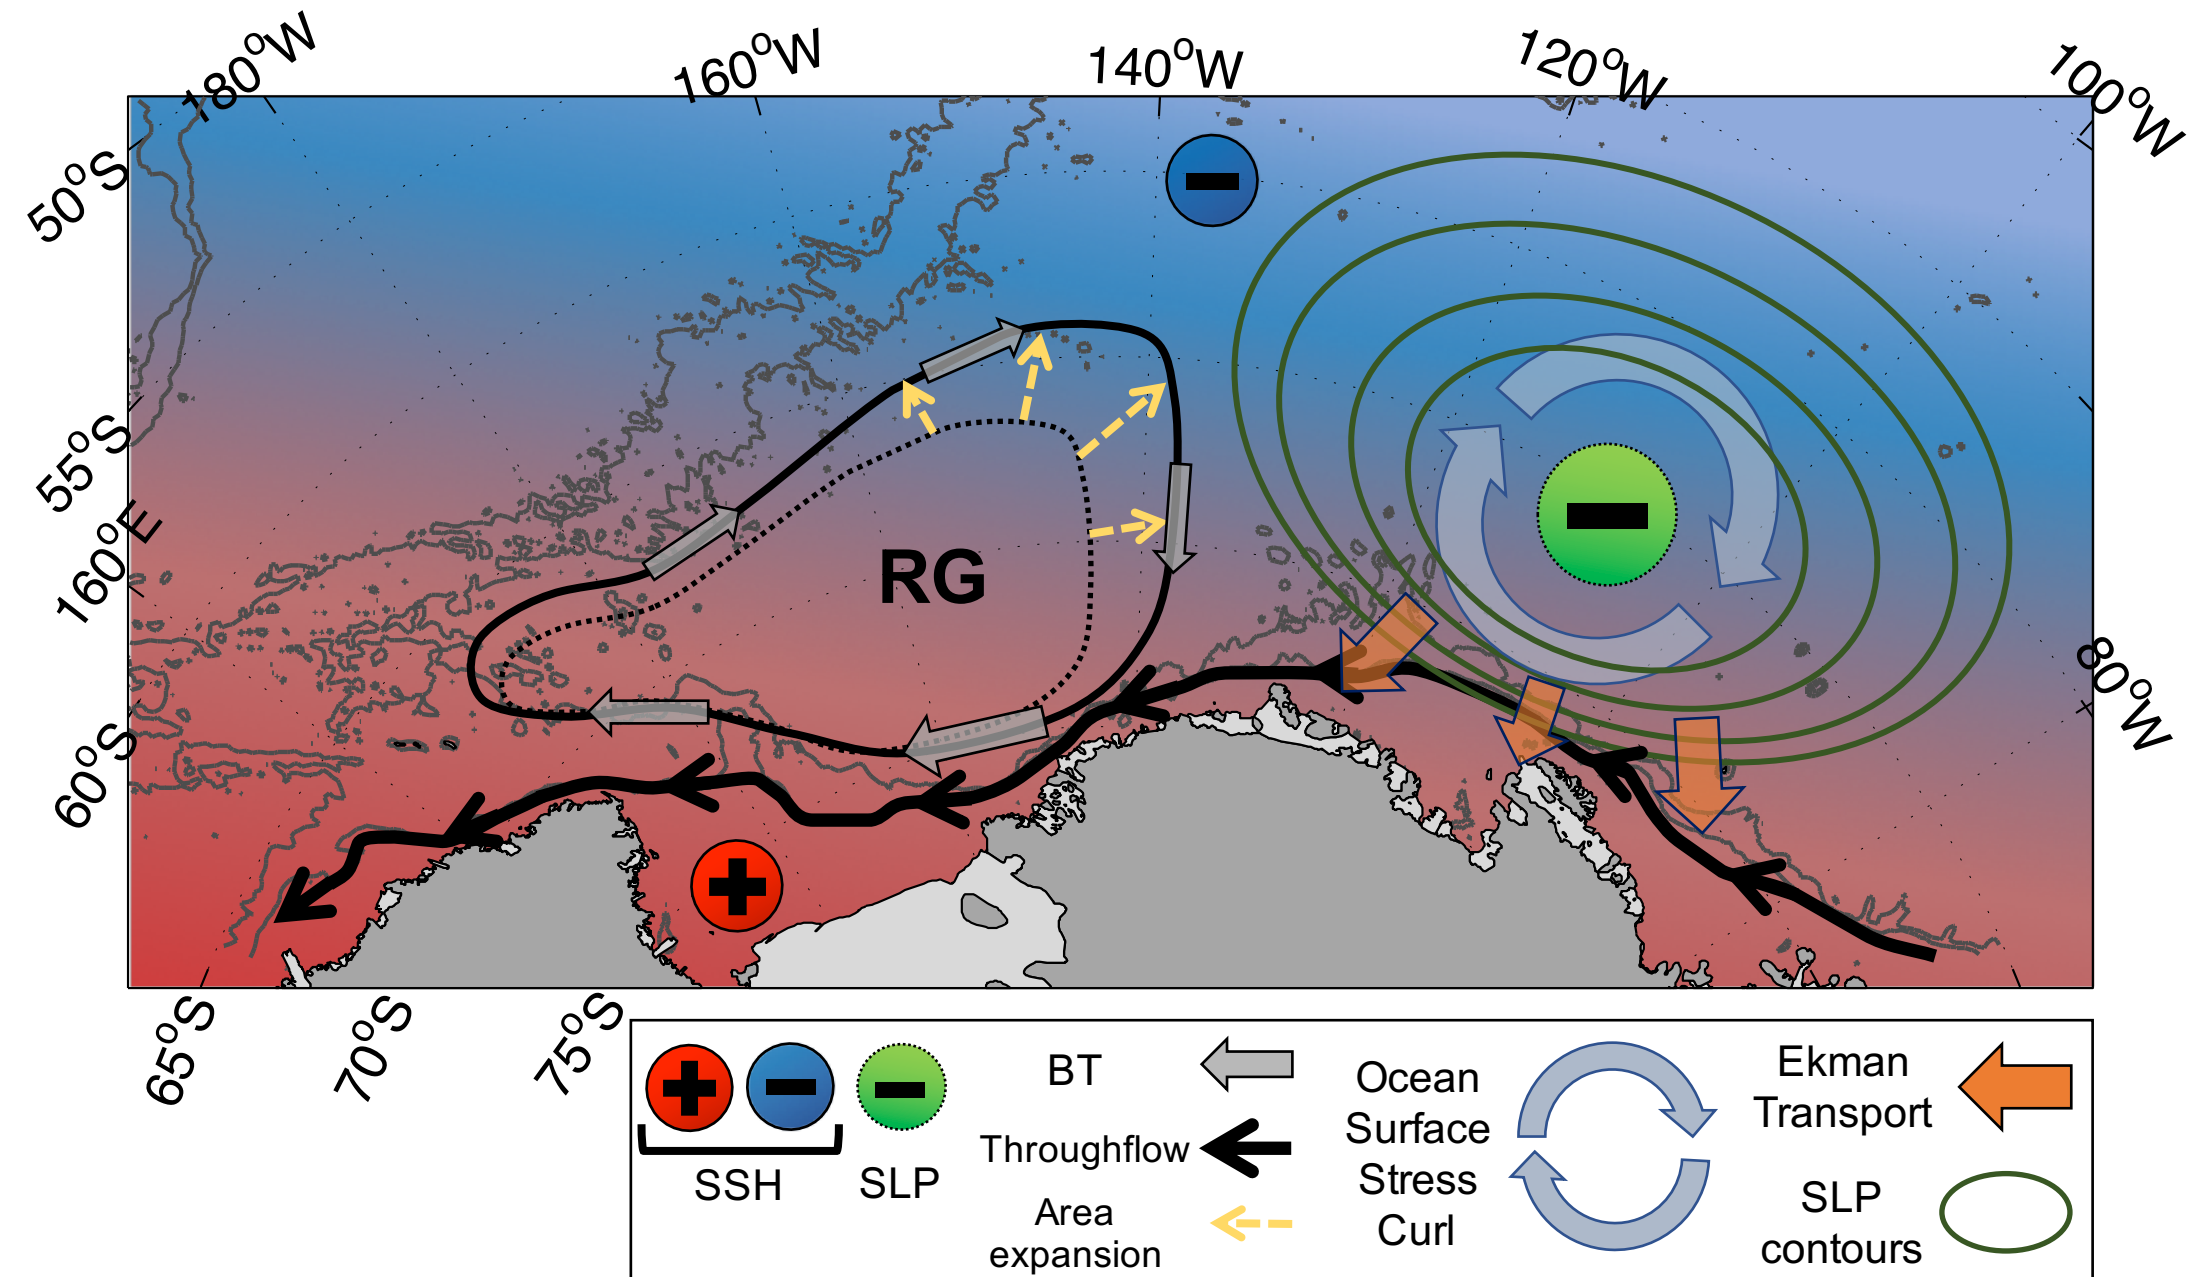 180°W
160°W
140°W
120°W
100°W
50°S
55°S
160°E
60°S
80°W
RG
65°S
70°S
75°S
SSH
SLP
BT
Throughflow
Area
expansion
Ocean
Surface
Stress
Curl
Ekman
Transport
SLP
contours